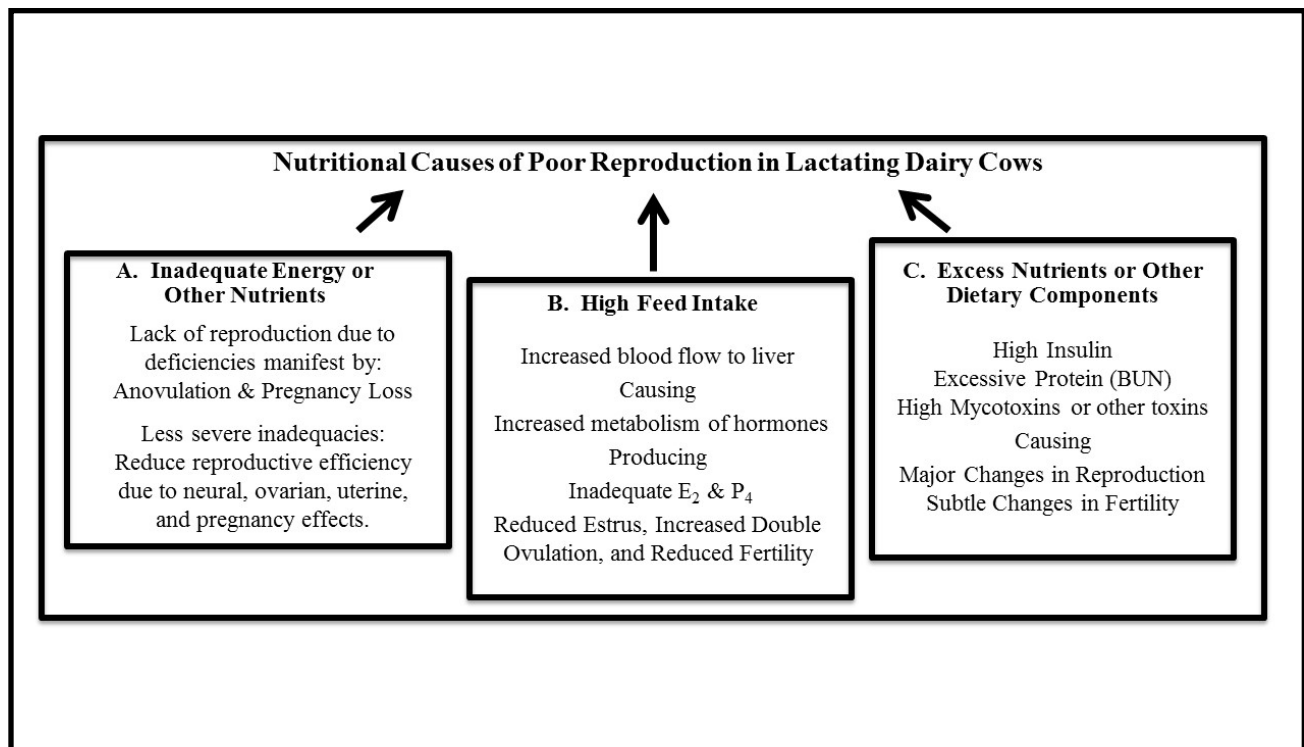 Nutritional Causes of Poor Reproduction in Lactating Dairy Cows
A. Inadequate Energy or
Other Nutrients
Lack of reproduction due to
deficiencies manifest by:
Anovulation & Pregnancy Loss
Less severe inadequacies:
Reduce reproductive efficiency
due to neural, ovarian, uterine,
and pregnancy effects.
B. High Feed Intake
Increased blood flow to liver
Causing
Increased metabolism of hormones
Producing
Inadequate E₂ & P₄
Reduced Estrus, Increased Double
Ovulation, and Reduced Fertility
C. Excess Nutrients or Other
Dietary Components
High Insulin
Excessive Protein (BUN)
High Mycotoxins or other toxins
Causing
Major Changes in Reproduction
Subtle Changes in Fertility